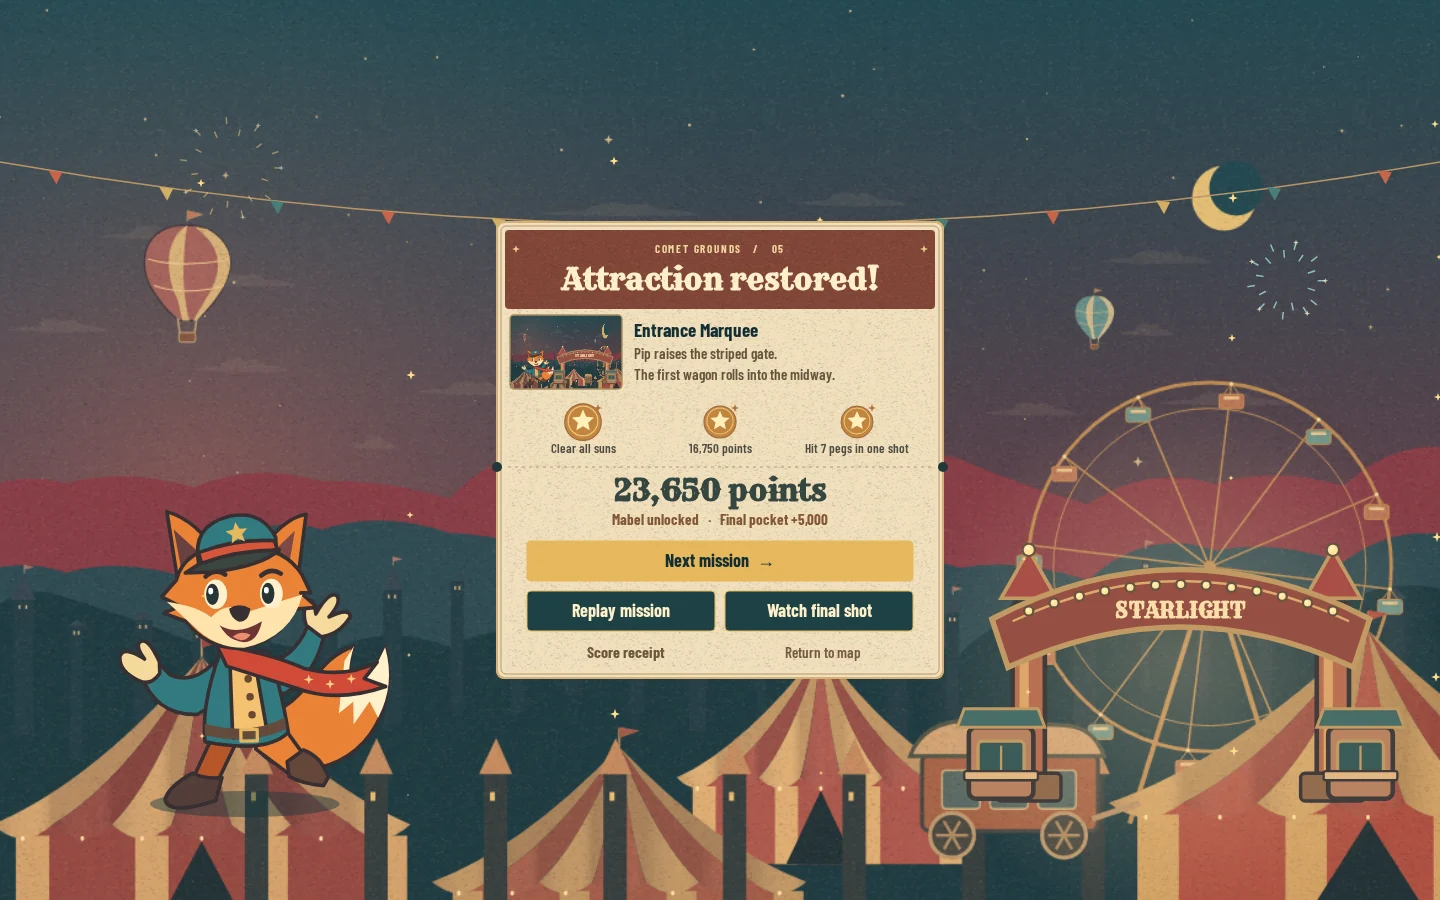 COMET GROUNDS / 05
Attraction restored!
Entrance Marquee
Pip raises the striped gate.
The first wagon rolls into the midway.
Clear all suns
16,750 points
Hit 7 pegs in one shot
23,650 points
Mabel unlocked · Final pocket +5,000
Next mission →
Replay mission
Watch final shot
Score receipt
Return to map
STARLIGHT